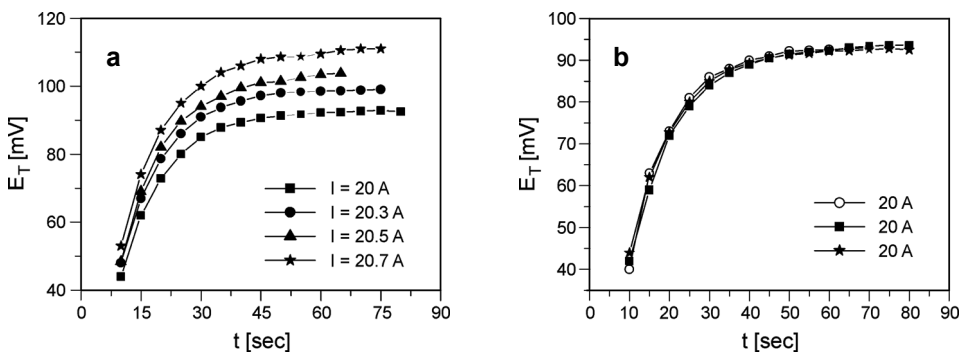 a
E_T [mV]
120
100
80
60
40
I = 20 A
I = 20.3 A
I = 20.5 A
I = 20.7 A
0 15 30 45 60 75 90
t [sec]
b
E_T [mV]
100
90
80
70
60
50
40
20 A
20 A
20 A
0 10 20 30 40 50 60 70 80 90
t [sec]